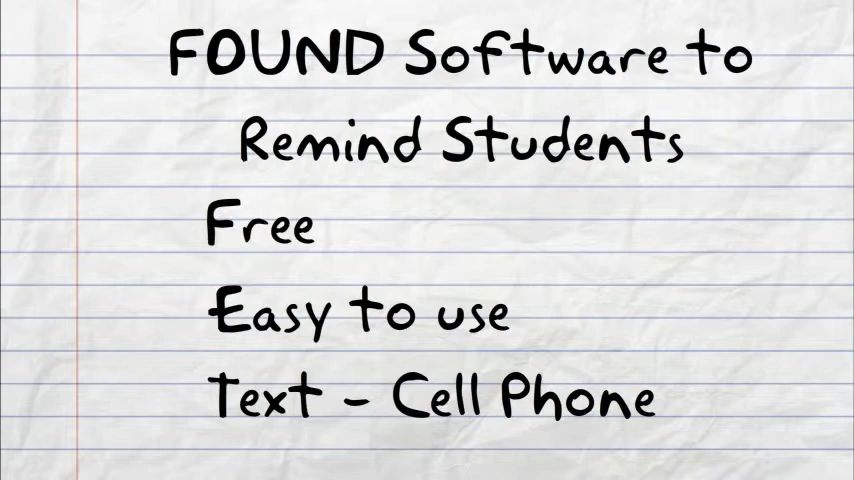 FOUND Software to
Remind Students
Free
Easy to use
Text - Cell Phone